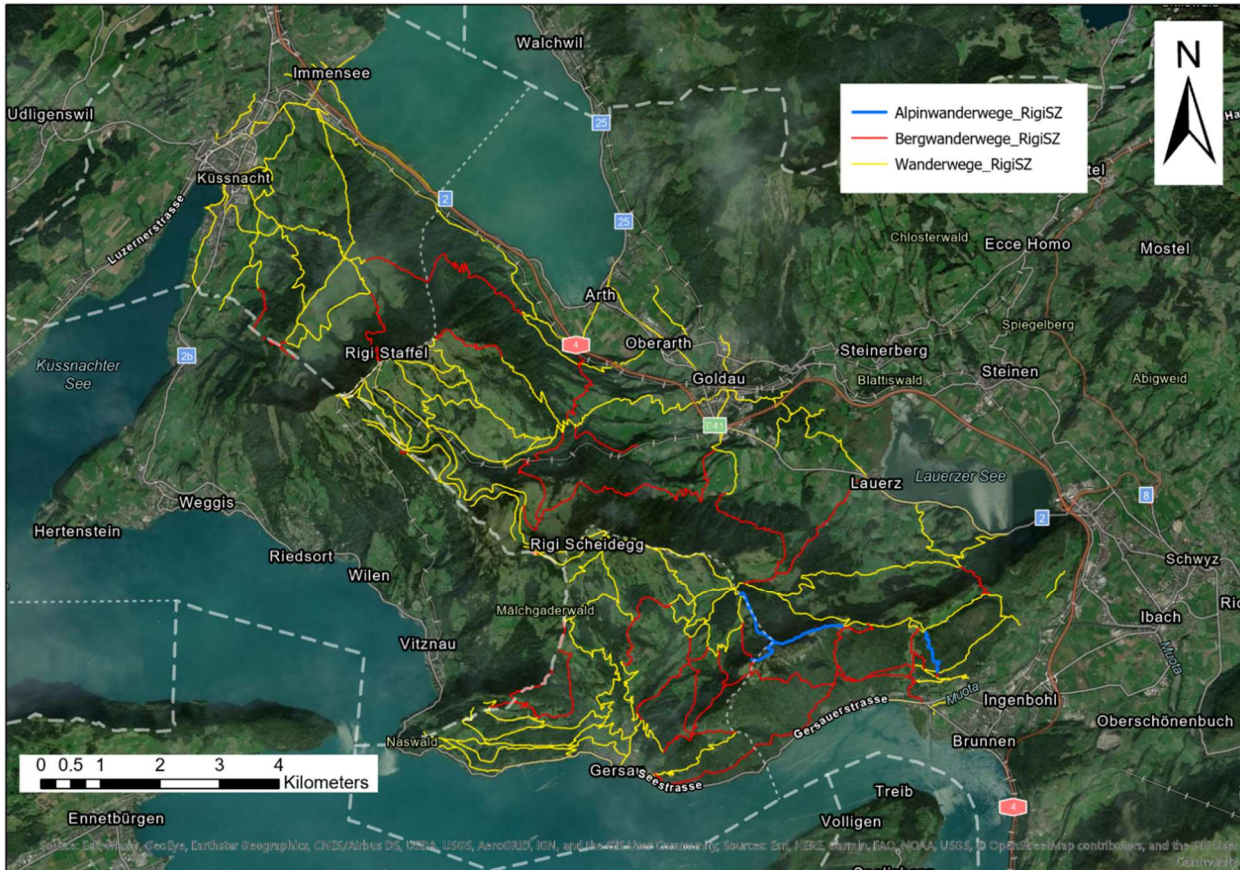 Walchwil
Immensee
N
Udligenswil
25
Alpinwanderwege_RigiSZ
Bergwanderwege_RigiSZ
Wanderwege_RigiSZ
Küssnacht
2
25
Luzernerstrasse
Chlosterwald
Ecce Homo
Mostel
Arth
Spiegelberg
4
Oberarth
Steinerberg
2b
Rigi Staffel
Küssnachter
See
Goldau
Blattiswald
Steinen
Abigweid
E41
Lauerz
Lauerzer See
8
Weggis
2
Hertenstein
Rigi Scheidegg
Riedsort
Schwyz
Wilen
Mälchgaderwald
Ibach
Vitznau
Muota
Muota
Ingenbohl
Gersauerstrasse
Oberschönenbuch
Naswald
Brunnen
0 0.5 1 2 3 4
Kilometers
Seestrasse
Treib
4
Ennetbürgen
Volligen